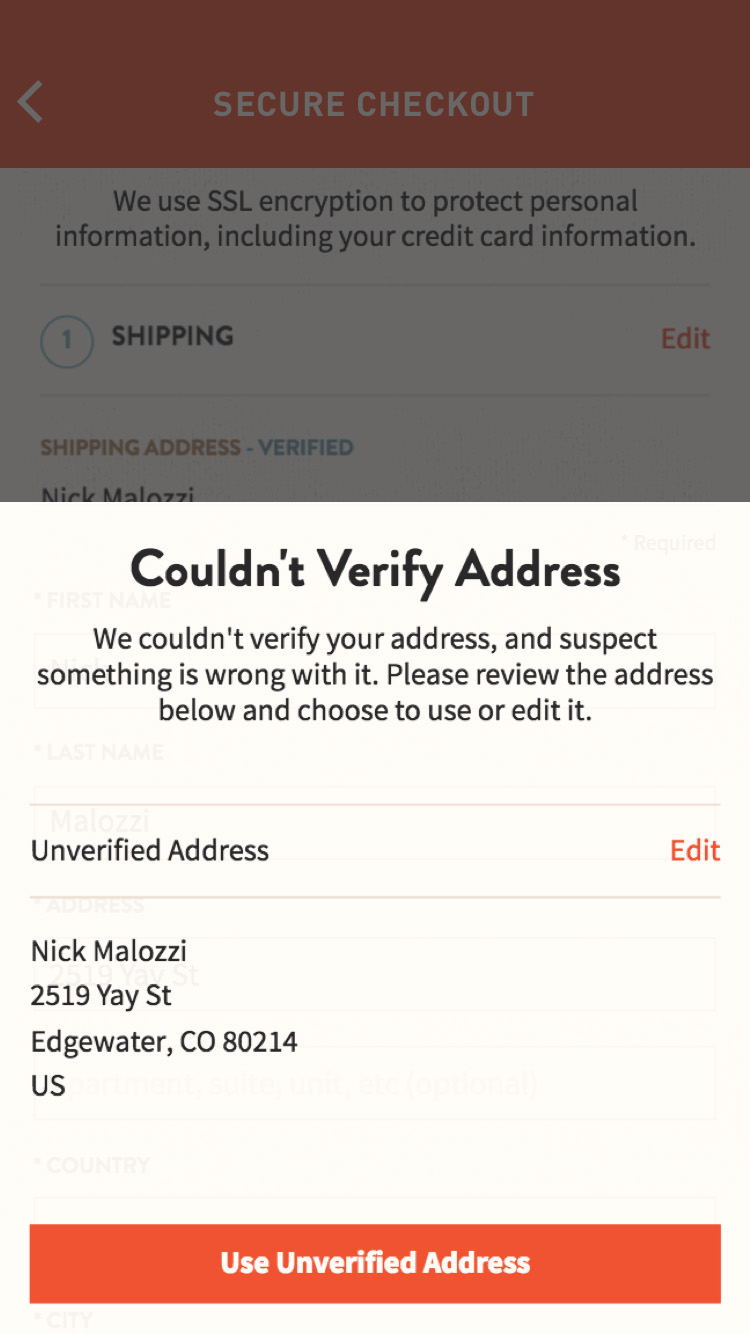 SECURE CHECKOUT
We use SSL encryption to protect personal
information, including your credit card information.
1 SHIPPING Edit
SHIPPING ADDRESS - VERIFIED
Nick Malozzi
* Required
Couldn't Verify Address
* FIRST NAME
We couldn't verify your address, and suspect
Nick
something is wrong with it. Please review the address
below and choose to use or edit it.
* LAST NAME
Malozzi
Unverified Address Edit
* ADDRESS
Nick Malozzi
2519 Yay St
2519 Yay St
Edgewater, CO 80214
US
suite, unit, etc (optional)
* COUNTRY
Use Unverified Address
* CITY